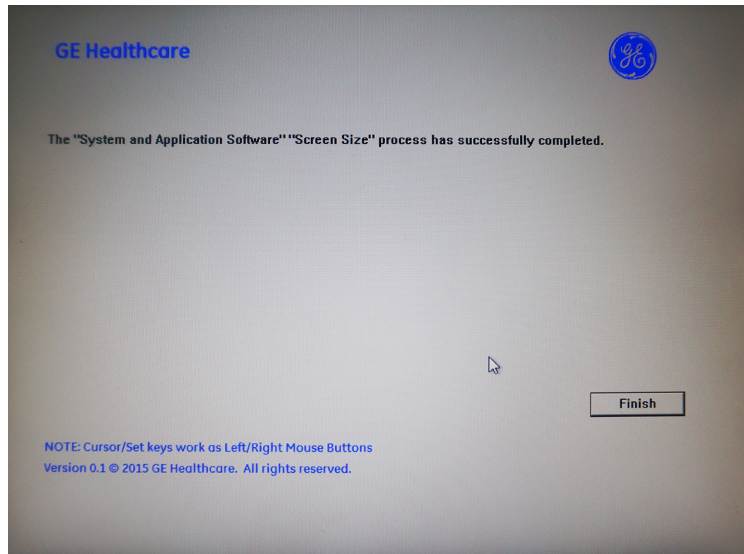 GE Healthcare
GE
The "System and Application Software" "Screen Size" process has successfully completed.
Finish
NOTE: Cursor/Set keys work as Left/Right Mouse Buttons
Version 0.1 © 2015 GE Healthcare. All rights reserved.